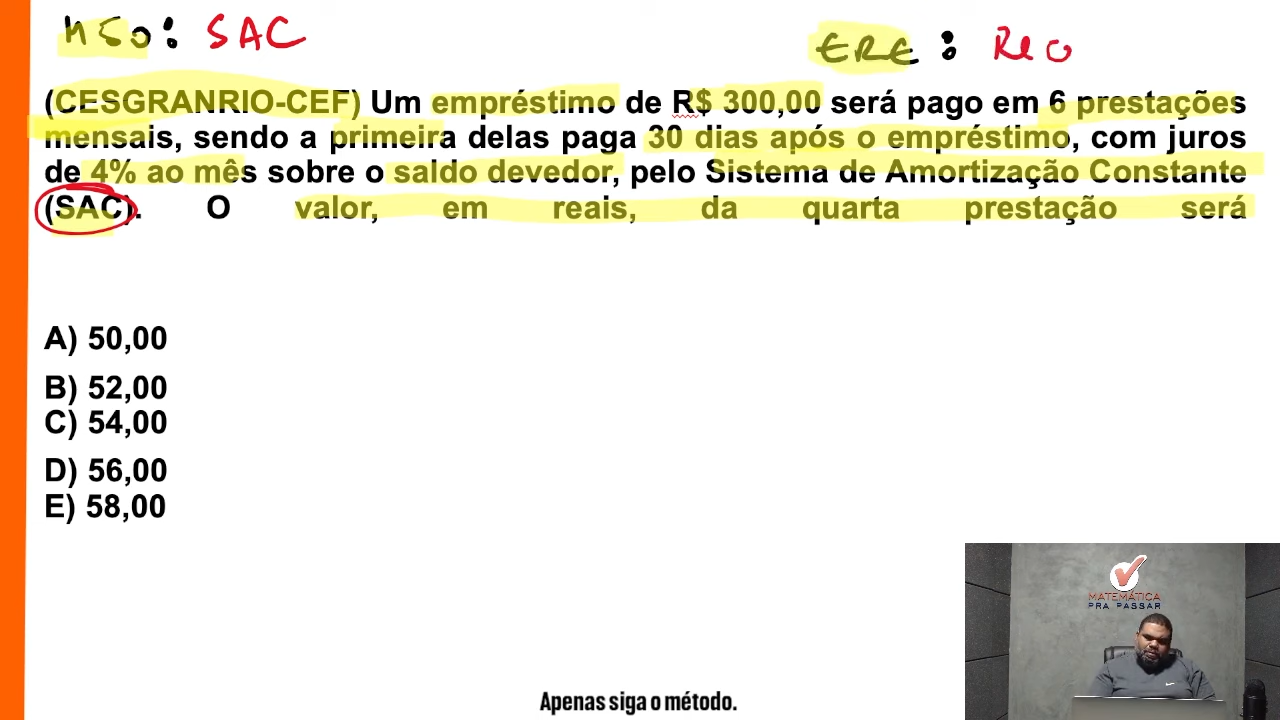 MÉO: SAC
(CESGRANRIO-CEF) Um empréstimo de R$ 300,00 será pago em 6 prestações
mensais, sendo a primeira delas paga 30 dias após o empréstimo, com juros
de 4% ao mês sobre o saldo devedor, pelo Sistema de Amortização Constante
(SAC). O valor, em reais, da quarta prestação será
A) 50,00
B) 52,00
C) 54,00
D) 56,00
E) 58,00
MATEMÁTICA
PRA PASSAR
Apenas siga o método.